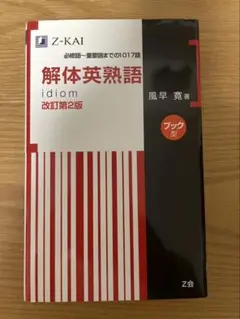 Z-KAI
必修語〜重要語までの1017語
解体英熟語
idiom
改訂第2版
風早 寛 著
ブック型
Z会